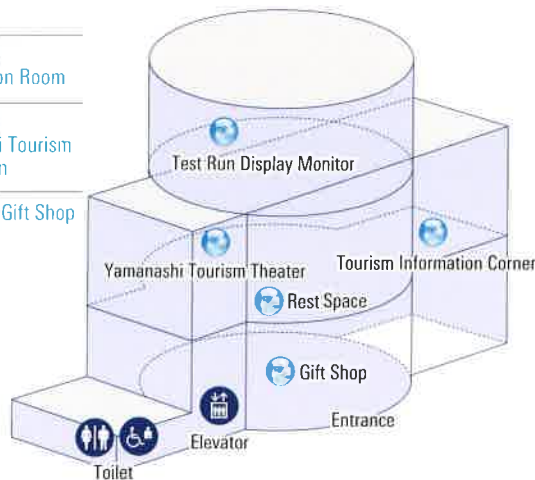 on Room
i Tourism
n
Gift Shop
Test Run Display Monitor
Yamanashi Tourism Theater
Tourism Information Corner
Rest Space
Gift Shop
Entrance
Elevator
Toilet